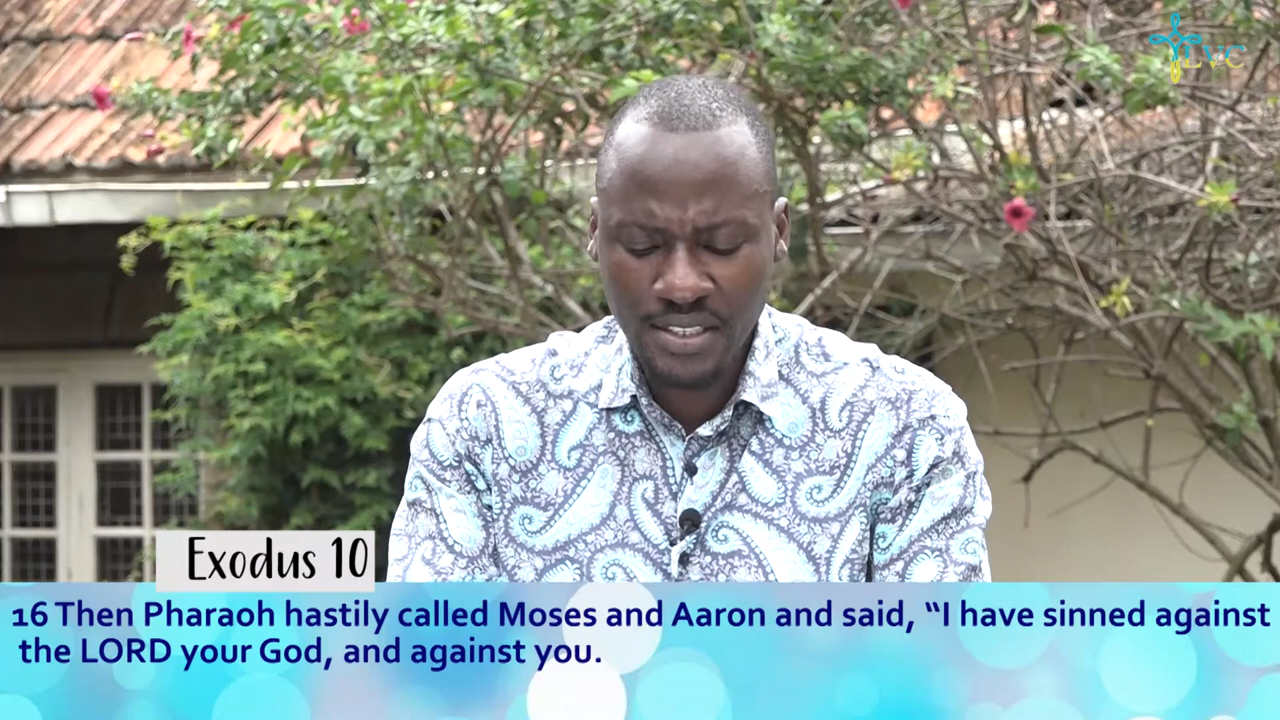 LVC
Exodus 10
16 Then Pharaoh hastily called Moses and Aaron and said, “I have sinned against
the LORD your God, and against you.